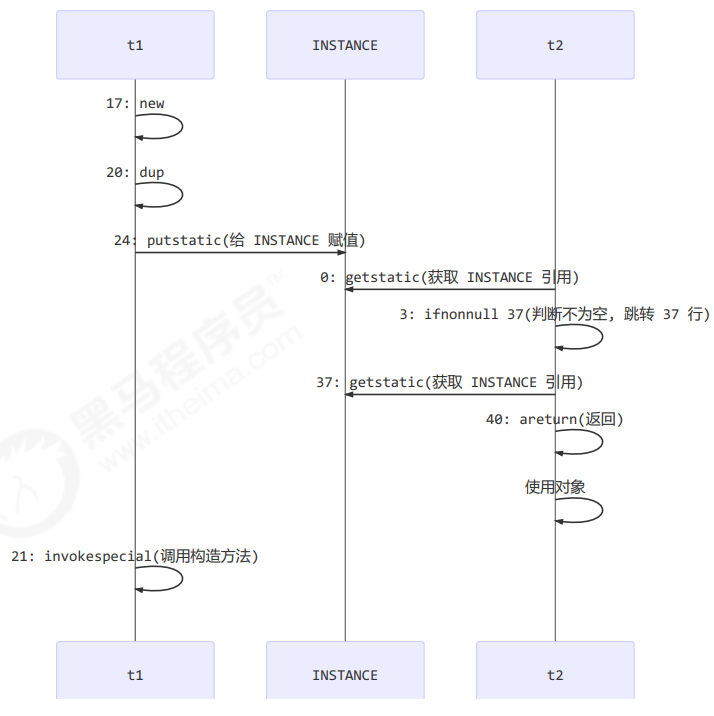 t1
INSTANCE
t2
17: new
20: dup
24: putstatic(给 INSTANCE 赋值)
0: getstatic(获取 INSTANCE 引用)
3: ifnonnull 37(判断不为空, 跳转 37 行)
37: getstatic(获取 INSTANCE 引用)
40: areturn(返回)
使用对象
21: invokespecial(调用构造方法)
t1
INSTANCE
t2
黑马程序员™
www.itheima.com